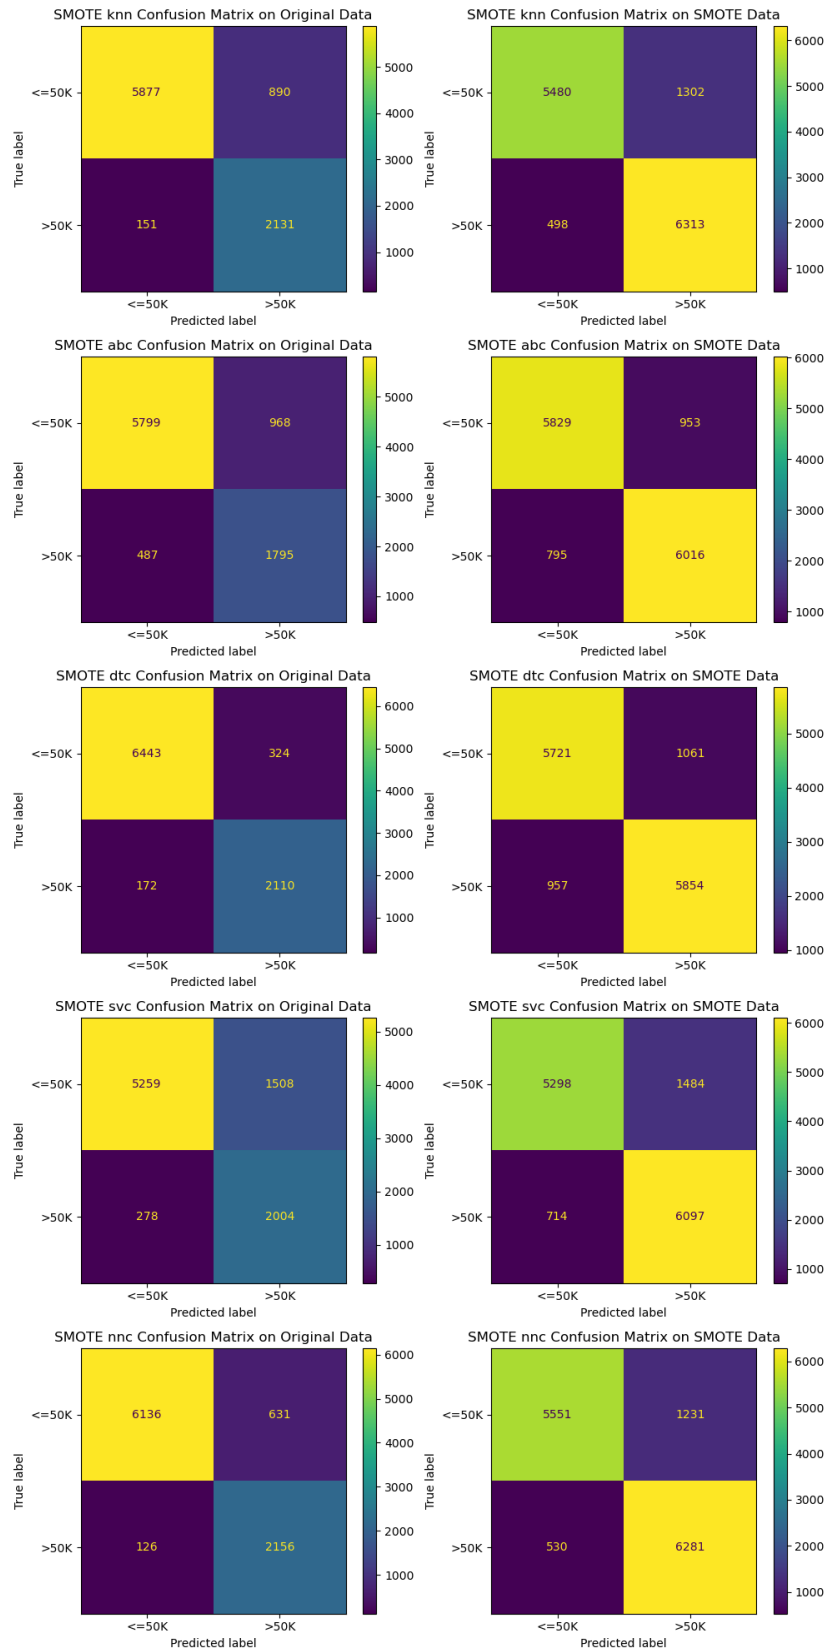 SMOTE knn Confusion Matrix on Original Data
5000
<=50K
5877
890
4000
True label
3000
2000
>50K
151
2131
1000
<=50K
>50K
Predicted label
SMOTE knn Confusion Matrix on SMOTE Data
6000
<=50K
5480
1302
5000
True label
4000
3000
>50K
498
6313
2000
1000
<=50K
>50K
Predicted label
SMOTE abc Confusion Matrix on Original Data
5000
<=50K
5799
968
4000
True label
3000
2000
>50K
487
1795
1000
<=50K
>50K
Predicted label
SMOTE abc Confusion Matrix on SMOTE Data
6000
<=50K
5829
953
5000
True label
4000
3000
>50K
795
6016
2000
1000
<=50K
>50K
Predicted label
SMOTE dtc Confusion Matrix on Original Data
6000
<=50K
6443
324
5000
True label
4000
3000
>50K
172
2110
2000
1000
<=50K
>50K
Predicted label
SMOTE dtc Confusion Matrix on SMOTE Data
5000
<=50K
5721
1061
4000
True label
3000
>50K
957
5854
2000
1000
<=50K
>50K
Predicted label
SMOTE svc Confusion Matrix on Original Data
5000
<=50K
5259
1508
4000
True label
3000
2000
>50K
278
2004
1000
<=50K
>50K
Predicted label
SMOTE svc Confusion Matrix on SMOTE Data
6000
<=50K
5298
1484
5000
True label
4000
3000
>50K
714
6097
2000
1000
<=50K
>50K
Predicted label
SMOTE nnc Confusion Matrix on Original Data
6000
<=50K
6136
631
5000
True label
4000
3000
>50K
126
2156
2000
1000
<=50K
>50K
Predicted label
SMOTE nnc Confusion Matrix on SMOTE Data
6000
<=50K
5551
1231
5000
True label
4000
3000
>50K
530
6281
2000
1000
<=50K
>50K
Predicted label